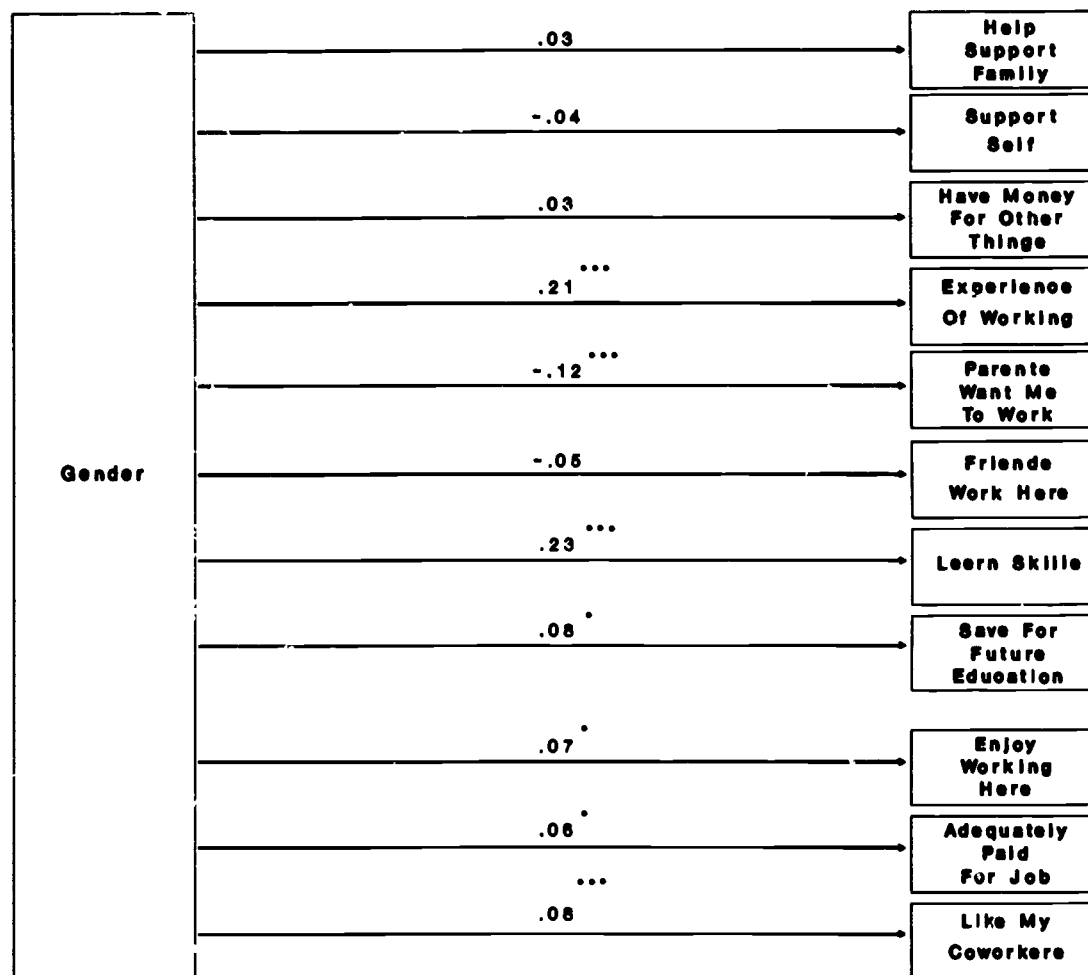 .03
Help
Support
Family
-.04
Support
Self
.03
Have Money
For Other
Thinge
.21***
Experience
Of Working
-.12***
Parente
Want Me
To Work
Gender
-.05
Friende
Work Here
.23***
Leern Skille
.08*
Save For
Future
Eduoation
.07*
Enjoy
Working
Here
.06*
Adequately
Paid
For Job
.08***
Like My
Coworkere